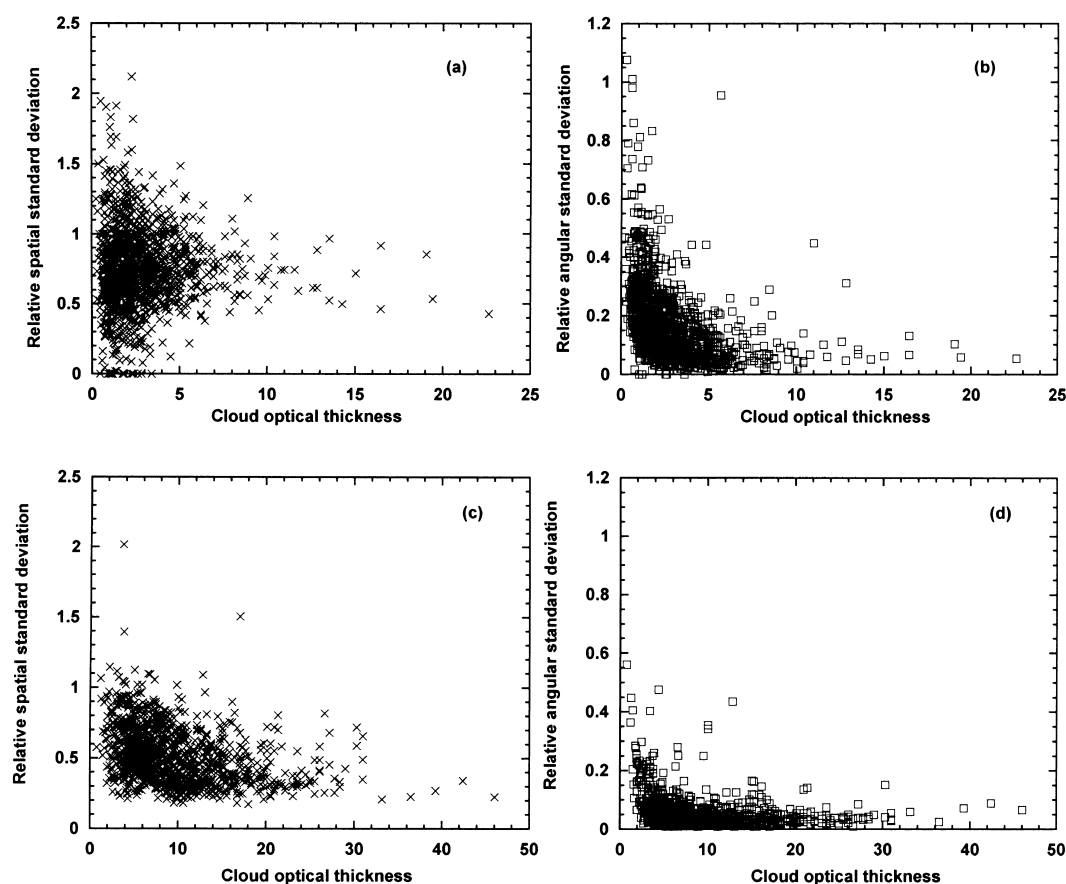 2.5
2
1.5
1
0.5
0
Relative spatial standard deviation
(a)
0 5 10 15 20 25
Cloud optical thickness
1.2
1
0.8
0.6
0.4
0.2
0
Relative angular standard deviation
(b)
0 5 10 15 20 25
Cloud optical thickness
2.5
2
1.5
1
0.5
0
Relative spatial standard deviation
(c)
0 10 20 30 40 50
Cloud optical thickness
1.2
1
0.8
0.6
0.4
0.2
0
Relative angular standard deviation
(d)
0 10 20 30 40 50
Cloud optical thickness